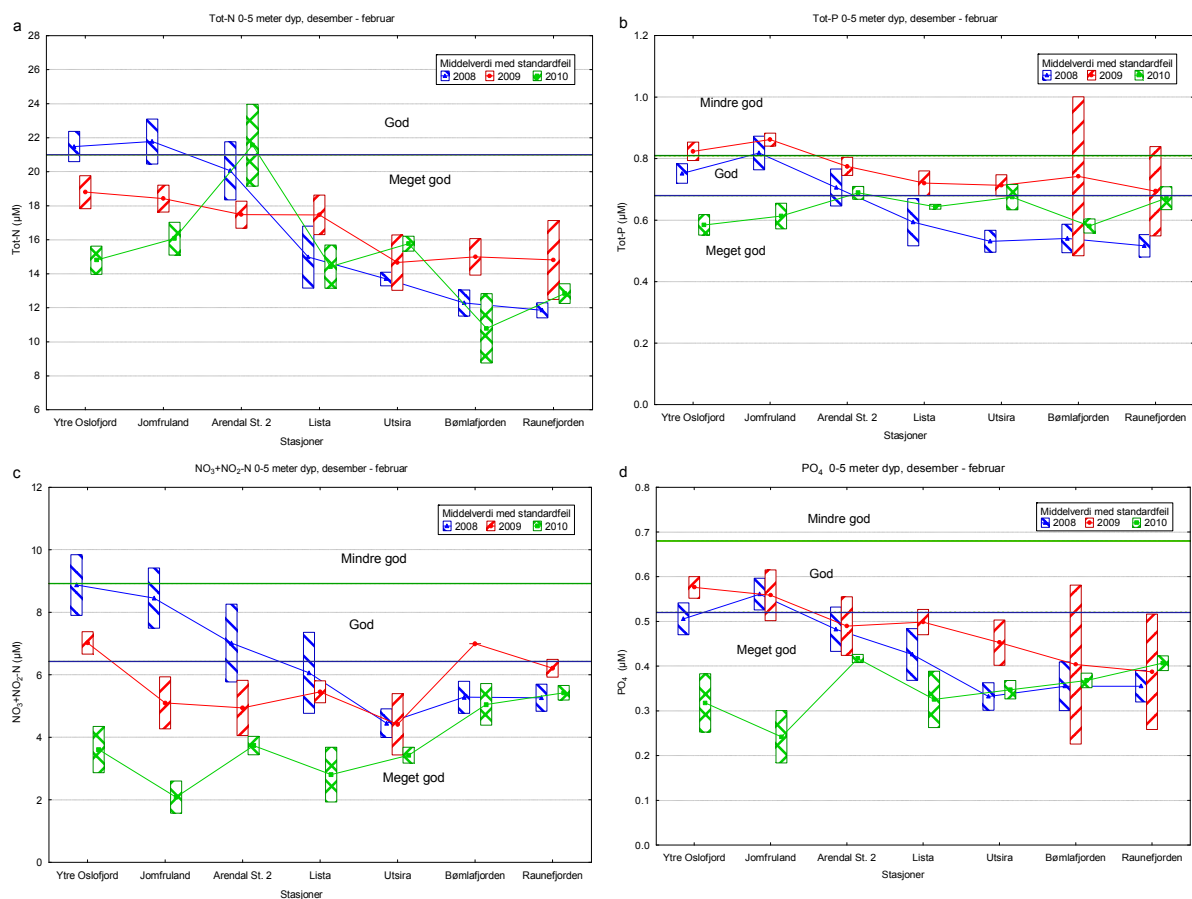 a
Tot-N 0-5 meter dyp, desember - februar
Middelverdi med standardfeil
2008 2009 2010
28
26
24
22
20
18
16
14
12
10
8
6
Tot-N (µM)
God
Meget god
Ytre Oslofjord Jomfruland Arendal St. 2 Lista Utsira Bømlafjorden Raunefjorden
Stasjoner
b
Tot-P 0-5 meter dyp, desember - februar
Middelverdi med standardfeil
2008 2009 2010
1.2
1.0
0.8
0.6
0.4
0.2
0.0
Tot-P (µM)
Mindre god
God
Meget god
Ytre Oslofjord Jomfruland Arendal St. 2 Lista Utsira Bømlafjorden Raunefjorden
Stasjoner
c
NO₃+NO₂-N 0-5 meter dyp, desember - februar
Middelverdi med standardfeil
2008 2009 2010
12
10
8
6
4
2
0
NO₃+NO₂-N (µM)
Mindre god
God
Meget god
Ytre Oslofjord Jomfruland Arendal St. 2 Lista Utsira Bømlafjorden Raunefjorden
Stasjoner
d
PO₄ 0-5 meter dyp, desember - februar
Middelverdi med standardfeil
2008 2009 2010
0.8
0.7
0.6
0.5
0.4
0.3
0.2
0.1
0.0
PO₄ (µM)
Mindre god
God
Meget god
Ytre Oslofjord Jomfruland Arendal St. 2 Lista Utsira Bømlafjorden Raunefjorden
Stasjoner